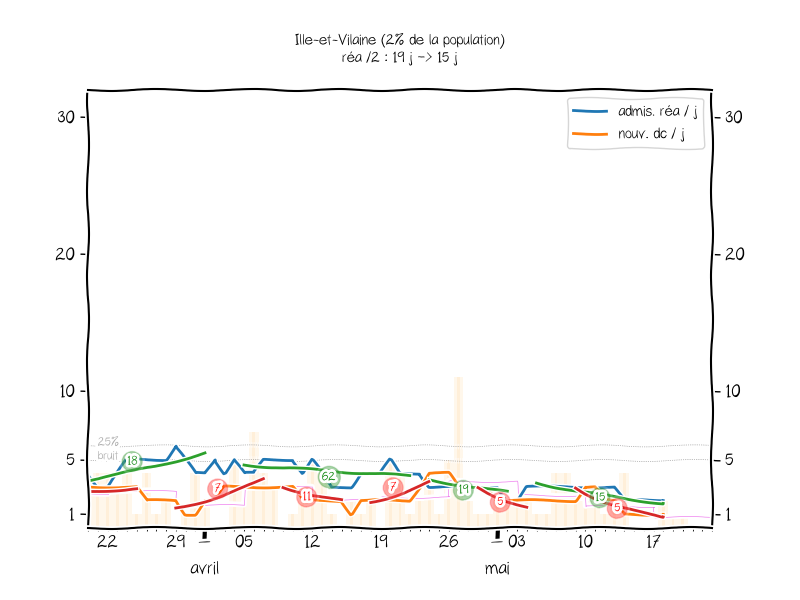 Ille-et-Vilaine (2% de la population)
réa /2 : 19 j -> 15 j
admis. réa / j
nouv. dc / j
30 30
20 20
10 10
25%
bruit
5 5
18 7 11 62 7 19 5 15 5
1 1
22 29 05 12 19 26 03 10 17
avril mai